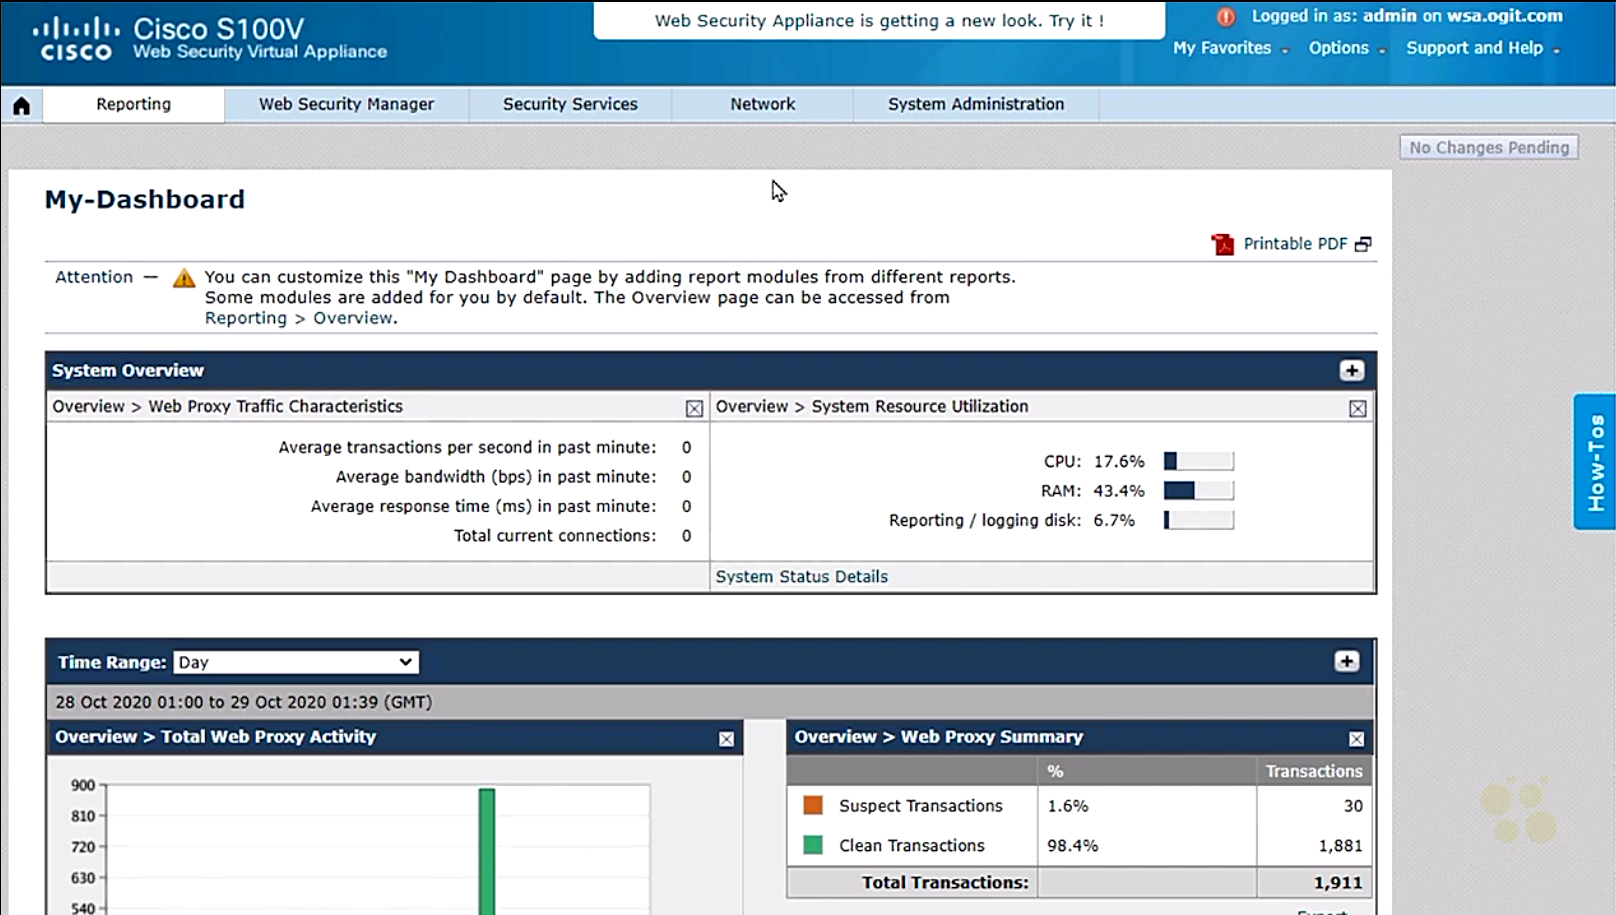 Cisco S100V
Web Security Virtual Appliance
CISCO
Web Security Appliance is getting a new look. Try it !
Logged in as: admin on wsa.ogit.com
My Favorites Options Support and Help
Reporting Web Security Manager Security Services Network System Administration
No Changes Pending
My-Dashboard
Printable PDF
Attention — You can customize this "My Dashboard" page by adding report modules from different reports.
Some modules are added for you by default. The Overview page can be accessed from
Reporting > Overview.
System Overview
Overview > Web Proxy Traffic Characteristics
Average transactions per second in past minute: 0
Average bandwidth (bps) in past minute: 0
Average response time (ms) in past minute: 0
Total current connections: 0
Overview > System Resource Utilization
CPU: 17.6%
RAM: 43.4%
Reporting / logging disk: 6.7%
System Status Details
How-Tos
Time Range: Day
28 Oct 2020 01:00 to 29 Oct 2020 01:39 (GMT)
Overview > Total Web Proxy Activity
900
810
720
630
540
Overview > Web Proxy Summary
% Transactions
Suspect Transactions 1.6% 30
Clean Transactions 98.4% 1,881
Total Transactions: 1,911